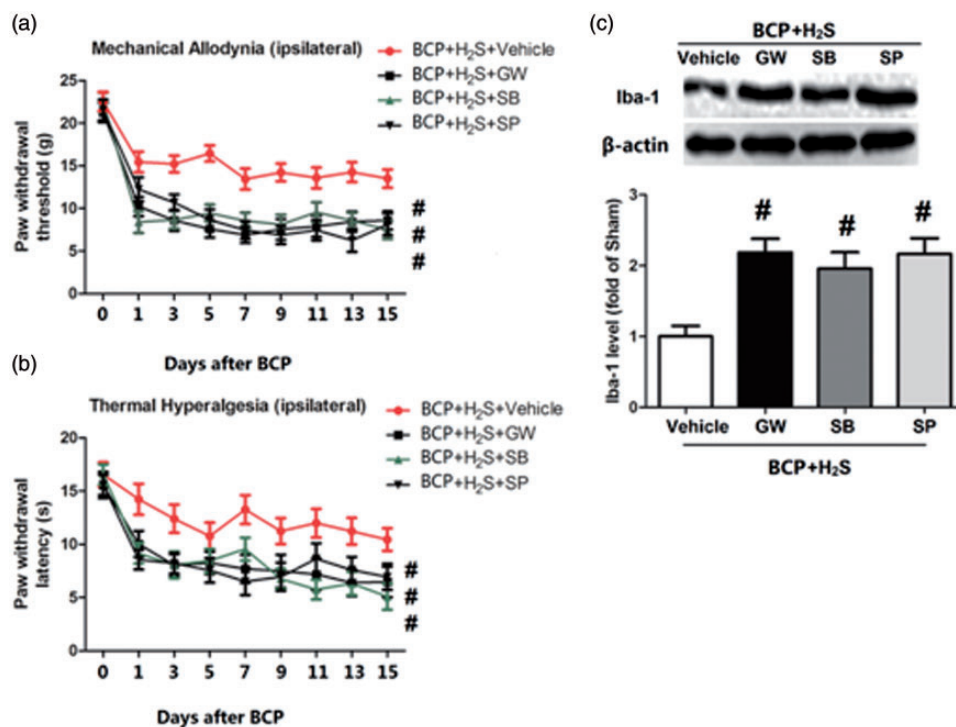 (a)
Mechanical Allodynia (ipsilateral)
BCP+H₂S+Vehicle
BCP+H₂S+GW
BCP+H₂S+SB
BCP+H₂S+SP
Paw withdrawal
threshold (g)
25
20
15
10
5
0
#
#
#
0 1 3 5 7 9 11 13 15
Days after BCP
(b)
Thermal Hyperalgesia (ipsilateral)
BCP+H₂S+Vehicle
BCP+H₂S+GW
BCP+H₂S+SB
BCP+H₂S+SP
Paw withdrawal
latency (s)
20
15
10
5
0
#
#
#
0 1 3 5 7 9 11 13 15
Days after BCP
(c)
BCP+H₂S
Vehicle GW SB SP
Iba-1
β-actin
Iba-1 level (fold of Sham)
3
2
1
0
# # #
Vehicle GW SB SP
BCP+H₂S